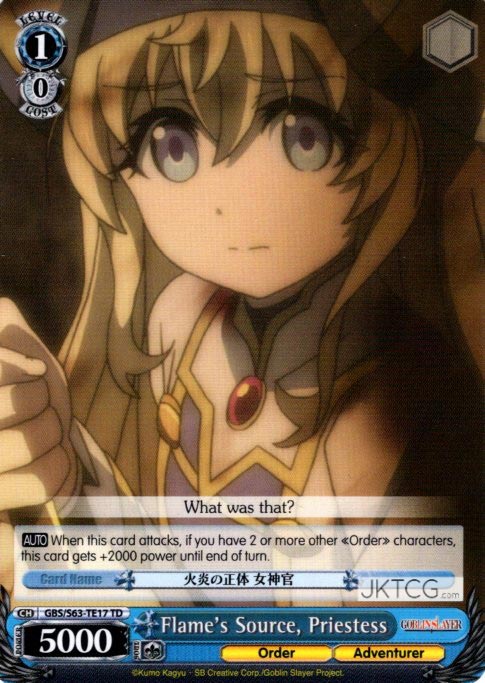 LEVEL
1
0
COST
What was that?
AUTO When this card attacks, if you have 2 or more other «Order» characters,
this card gets +2000 power until end of turn.
Card Name 火炎の正体 女神官
JKTCG.com
CH GBS/S63-TE17 TD
POWER 5000 SOUL
Flame's Source, Priestess GOBLIN SLAYER
Order Adventurer
©Kumo Kagyu・SB Creative Corp./Goblin Slayer Project.